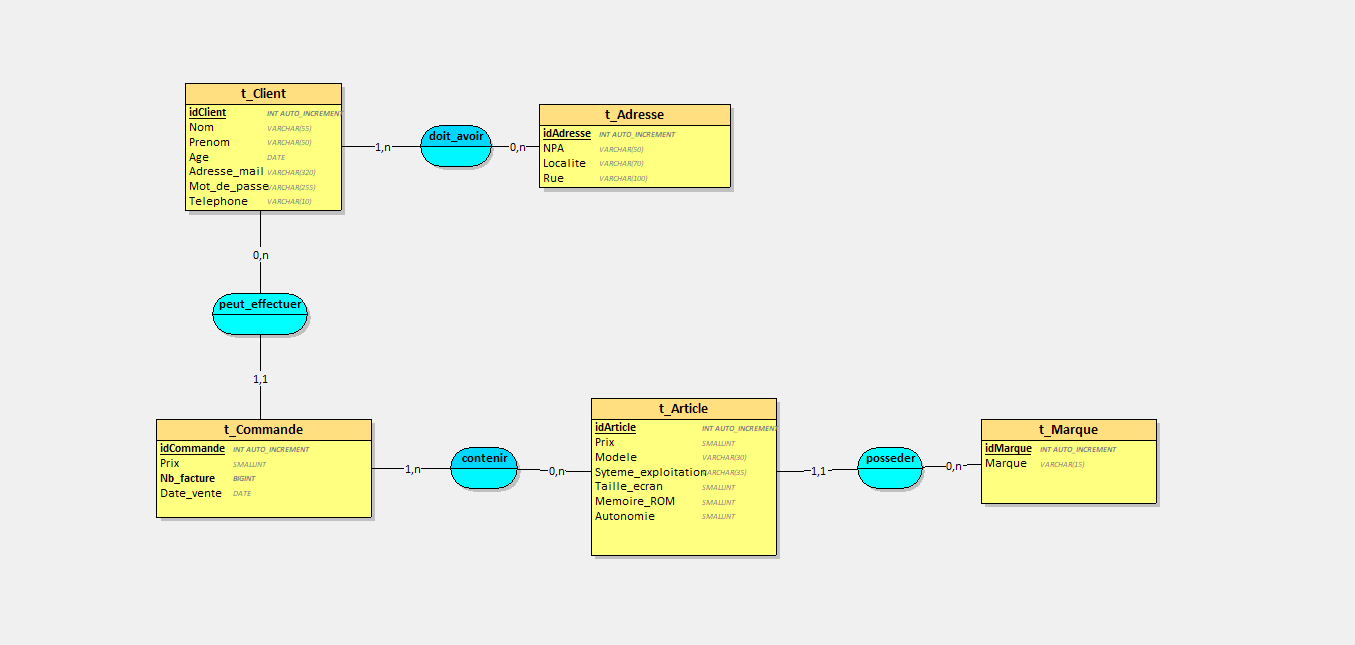 t_Client
idClient INT AUTO_INCREMENT
Nom VARCHAR(55)
Prenom VARCHAR(50)
Age DATE
Adresse_mail VARCHAR(320)
Mot_de_passe VARCHAR(255)
Telephone VARCHAR(10)
1,n
doit_avoir
0,n
t_Adresse
idAdresse INT AUTO_INCREMENT
NPA VARCHAR(50)
Localite VARCHAR(70)
Rue VARCHAR(100)
0,n
peut_effectuer
1,1
t_Commande
idCommande INT AUTO_INCREMENT
Prix SMALLINT
Nb_facture BIGINT
Date_vente DATE
1,n
contenir
0,n
t_Article
idArticle INT AUTO_INCREMENT
Prix SMALLINT
Modele VARCHAR(30)
Syteme_exploitation VARCHAR(35)
Taille_ecran SMALLINT
Memoire_ROM SMALLINT
Autonomie SMALLINT
1,1
posseder
0,n
t_Marque
idMarque INT AUTO_INCREMENT
Marque VARCHAR(15)